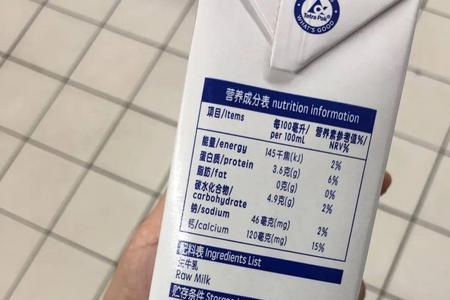 Tetra Pak
WHAT'S GOOD
营养成分表 nutrition information
项目/Items 每100毫升/ 营养素参考值%/
per 100mL NRV%
能量/energy 145千焦(kJ) 2%
蛋白质/protein 3.6克(g) 6%
脂肪/fat 0克(g) 0%
碳水化合物/ 4.9克(g) 2%
carbohydrate
钠/sodium 46毫克(mg) 2%
钙/calcium 120毫克(mg) 15%
配料表 Ingredients List
生牛乳
Raw Milk
贮存条件